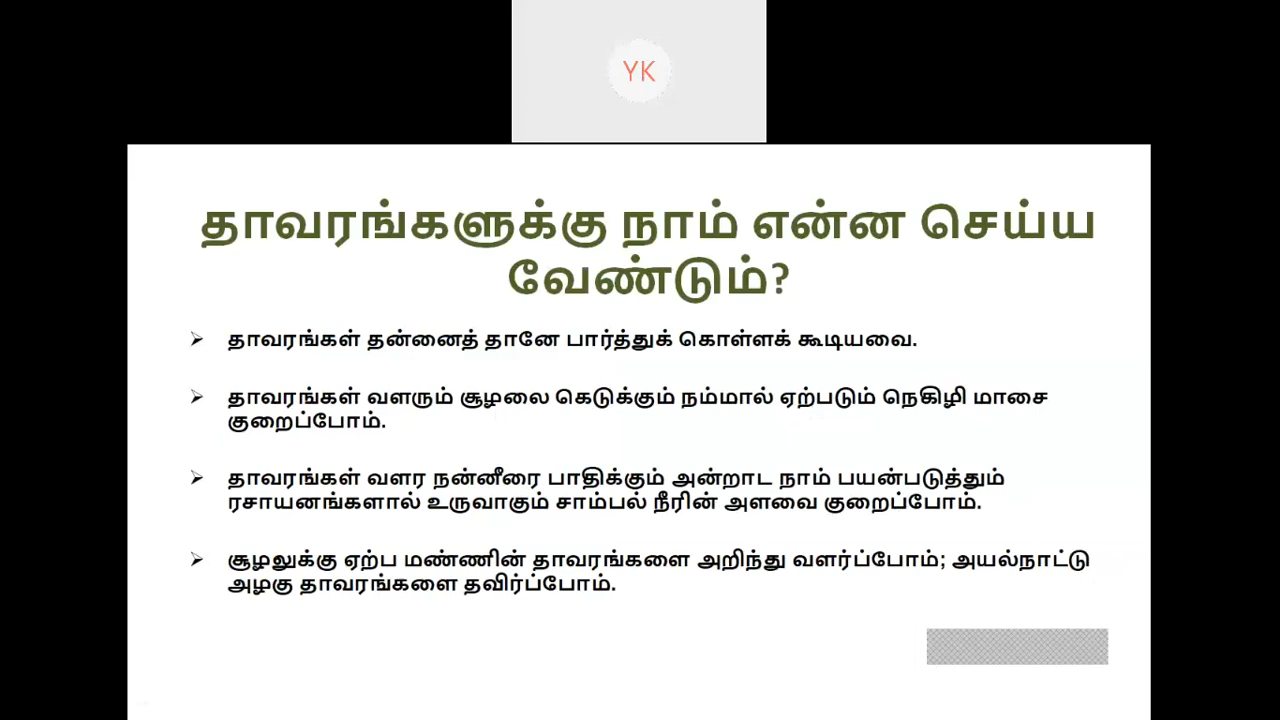 YK
தாவரங்களுக்கு நாம் என்ன செய்ய
வேண்டும்?
➢ தாவரங்கள் தன்னைத் தானே பார்த்துக் கொள்ளக் கூடியவை.
➢ தாவரங்கள் வளரும் சூழலை கெடுக்கும் நம்மால் ஏற்படும் நெகிழி மாசை
குறைப்போம்.
➢ தாவரங்கள் வளர நன்னீரை பாதிக்கும் அன்றாட நாம் பயன்படுத்தும்
ரசாயனங்களால் உருவாகும் சாம்பல் நீரின் அளவை குறைப்போம்.
➢ சூழலுக்கு ஏற்ப மண்ணின் தாவரங்களை அறிந்து வளர்ப்போம்; அயல்நாட்டு
அழகு தாவரங்களை தவிர்ப்போம்.